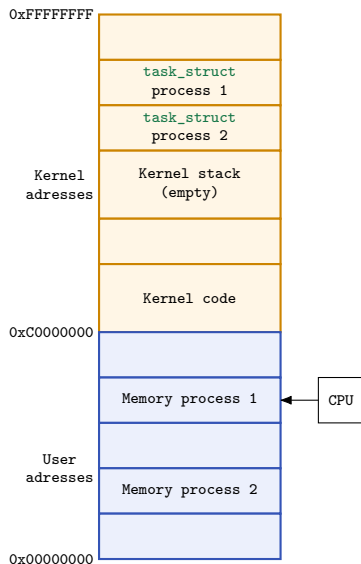 0xFFFFFFFF
task_struct
process 1
task_struct
process 2
Kernel
adresses
Kernel stack
(empty)
Kernel code
0xC0000000
Memory process 1
CPU
User
adresses
Memory process 2
0x00000000